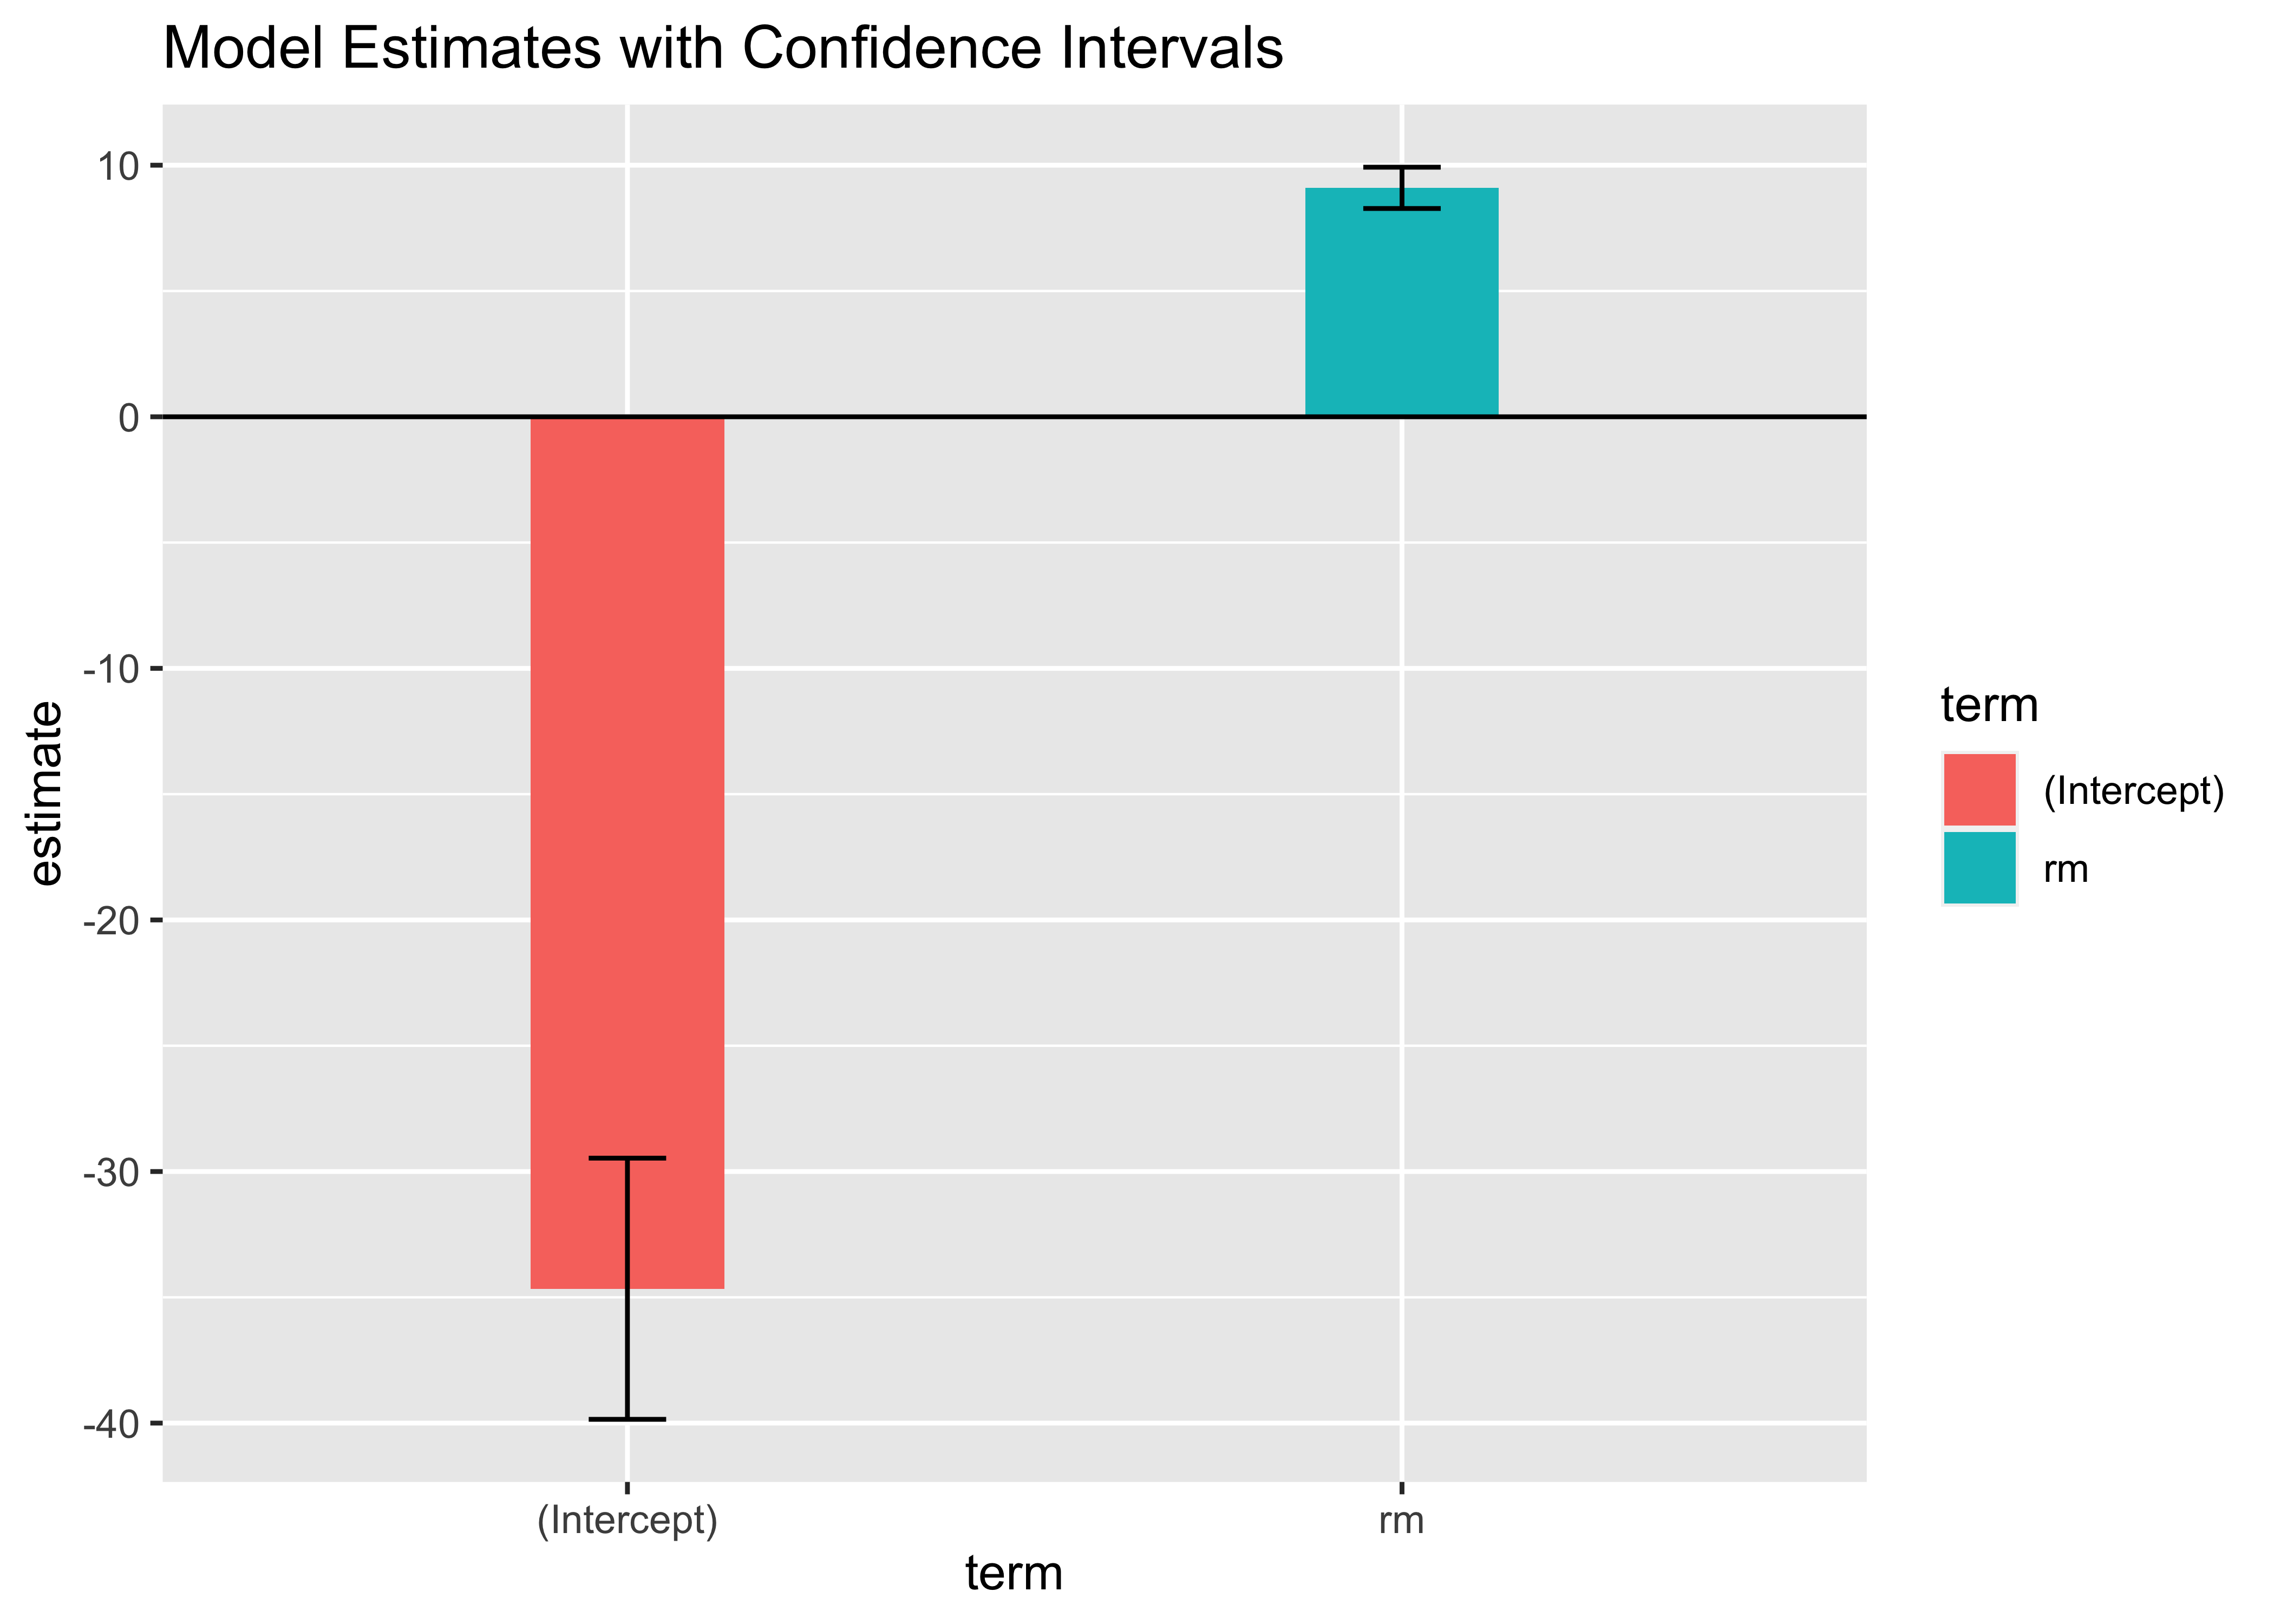 Model Estimates with Confidence Intervals
10
0
-10
-20
-30
-40
estimate
(Intercept)
rm
term
term
(Intercept)
rm